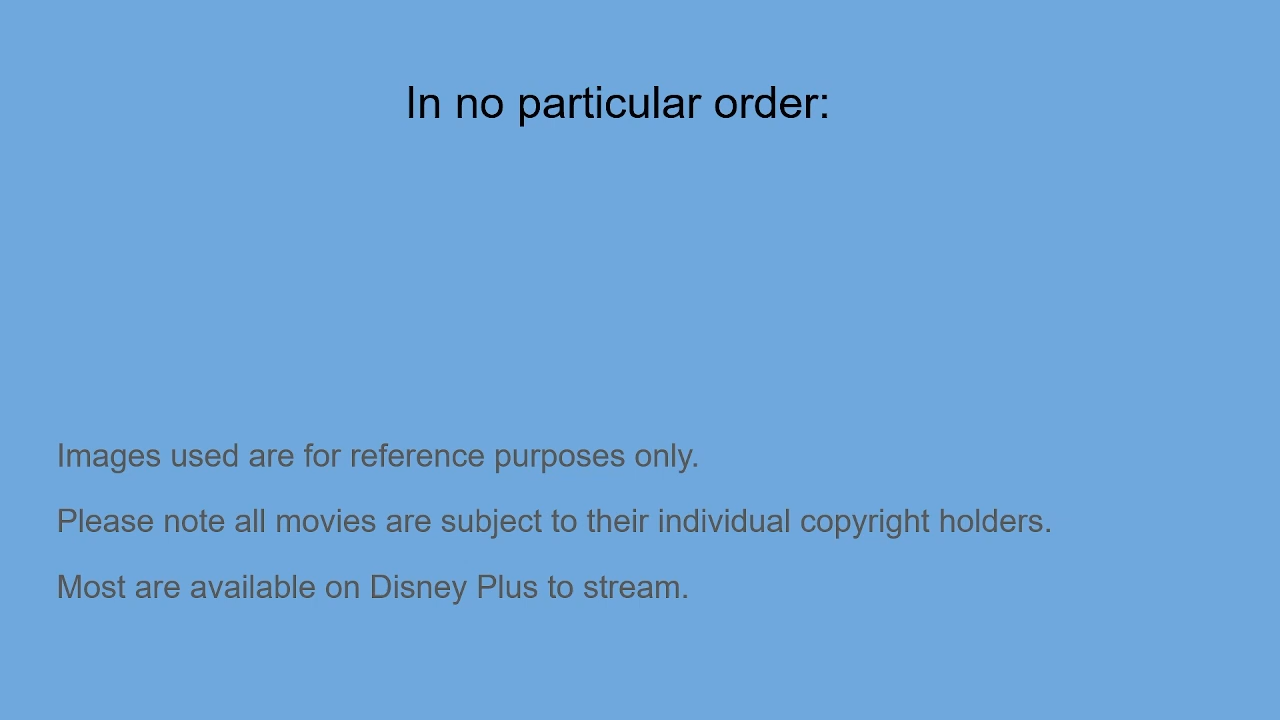 In no particular order:
Images used are for reference purposes only.
Please note all movies are subject to their individual copyright holders.
Most are available on Disney Plus to stream.